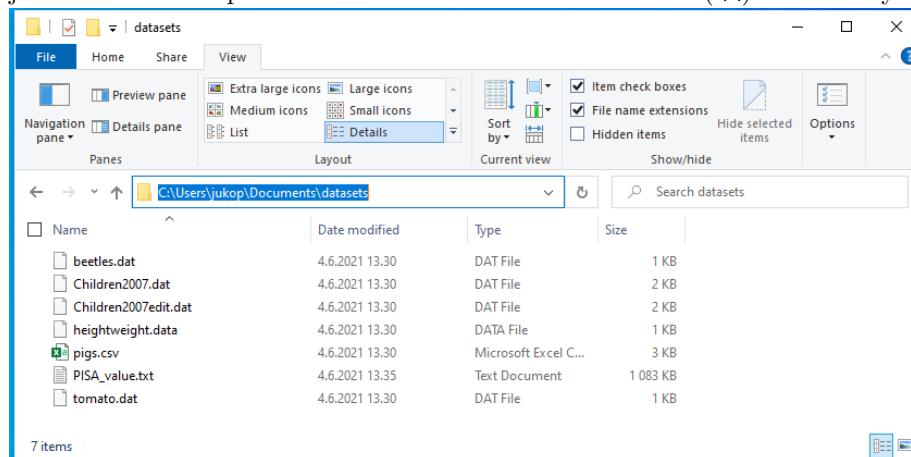 datasets
File Home Share View
Preview pane Extra large icons Large icons Item check boxes
Medium icons Small icons File name extensions
Navigation pane Details pane List Details Sort by Hidden items Hide selected items Options
Panes Layout Current view Show/hide
C:\Users\jukop\Documents\datasets Search datasets
Name Date modified Type Size
beetles.dat 4.6.2021 13.30 DAT File 1 KB
Children2007.dat 4.6.2021 13.30 DAT File 2 KB
Children2007edit.dat 4.6.2021 13.30 DAT File 2 KB
heightweight.data 4.6.2021 13.30 DATA File 1 KB
pigs.csv 4.6.2021 13.30 Microsoft Excel C... 3 KB
PISA_value.txt 4.6.2021 13.35 Text Document 1 083 KB
tomato.dat 4.6.2021 13.30 DAT File 1 KB
7 items